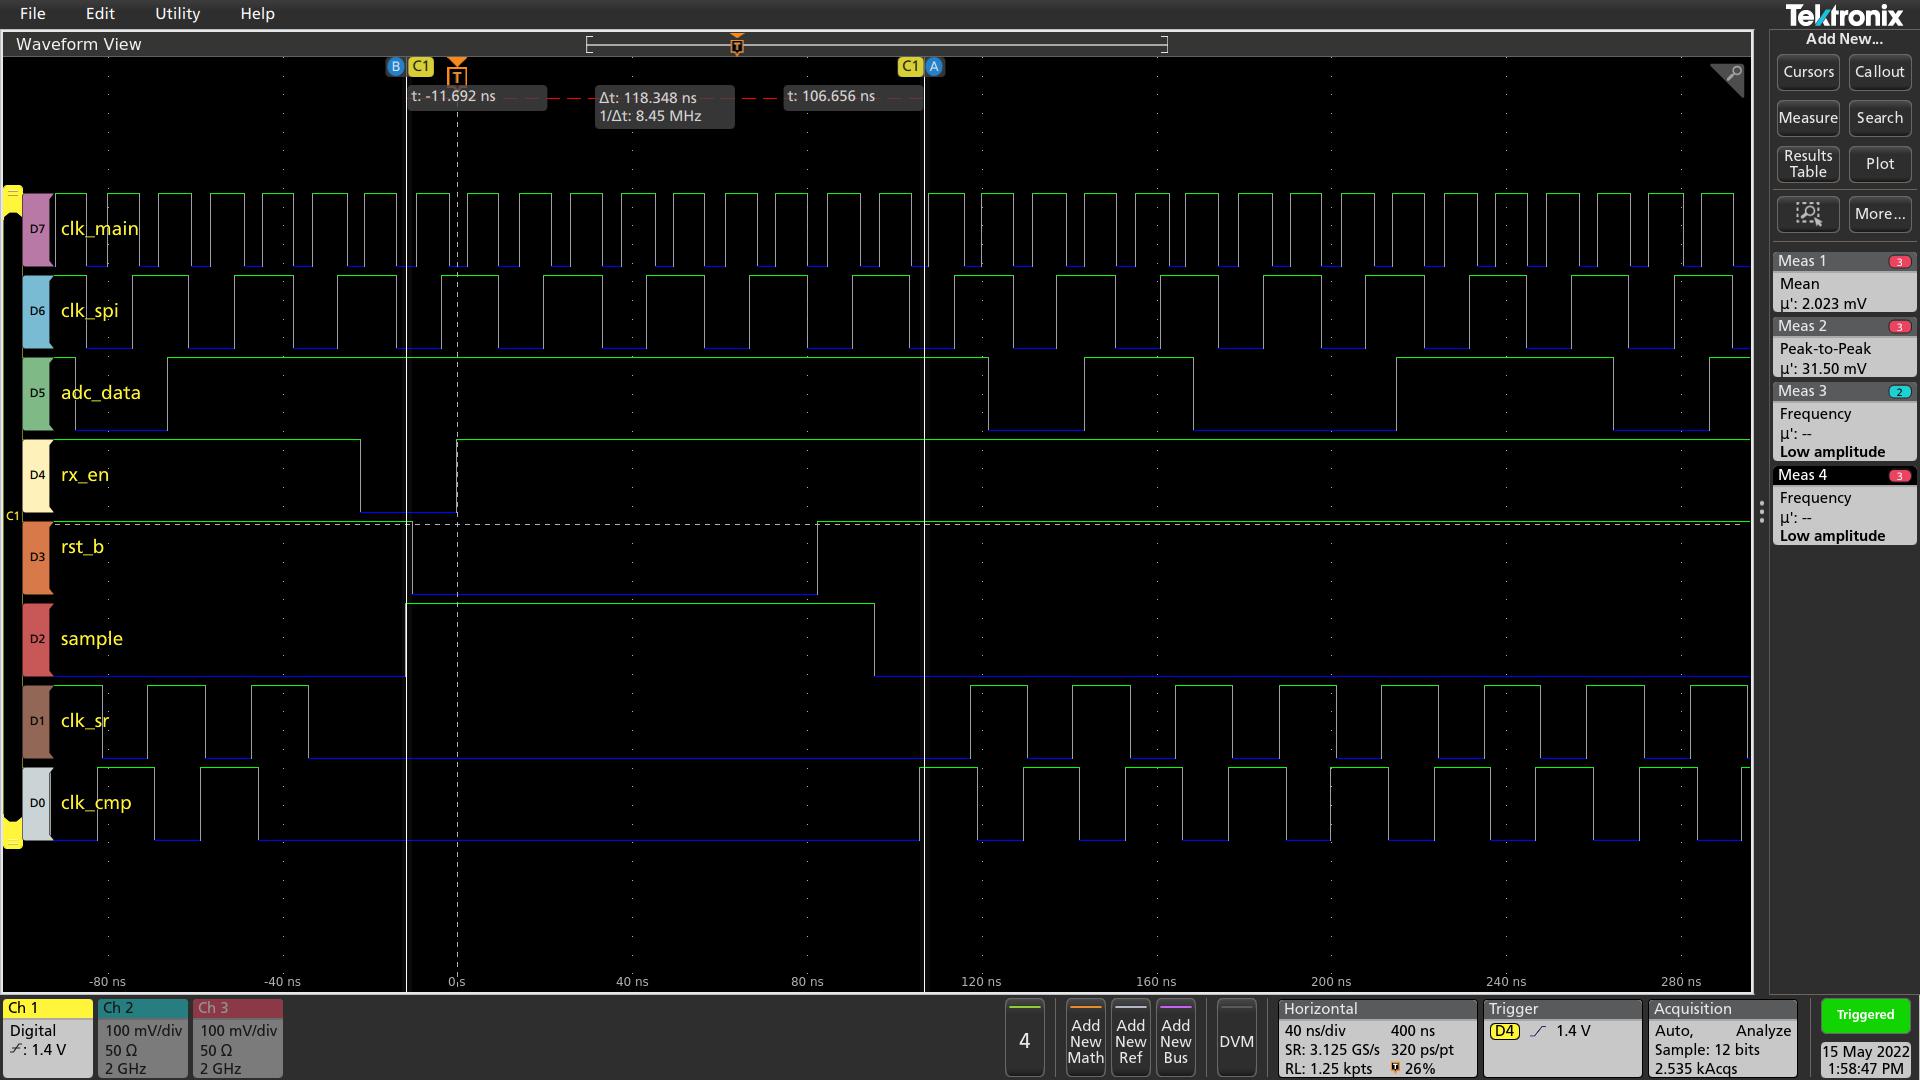 File Edit Utility Help
Tektronix
Waveform View
Add New...
B C1 T C1 A
t: -11.692 ns
Δt: 118.348 ns
1/Δt: 8.45 MHz
t: 106.656 ns
Cursors Callout
Measure Search
Results Table Plot
More...
D7 clk_main
D6 clk_spi
D5 adc_data
D4 rx_en
C1
D3 rst_b
D2 sample
D1 clk_sr
D0 clk_cmp
-80 ns -40 ns 0 s 40 ns 80 ns 120 ns 160 ns 200 ns 240 ns 280 ns
Meas 1 3
Mean
µ': 2.023 mV
Meas 2 3
Peak-to-Peak
µ': 31.50 mV
Meas 3 2
Frequency
µ': --
Low amplitude
Meas 4 3
Frequency
µ': --
Low amplitude
Ch 1
Digital
: 1.4 V
Ch 2
100 mV/div
50 Ω
2 GHz
Ch 3
100 mV/div
50 Ω
2 GHz
4
Add New Math
Add New Ref
Add New Bus
DVM
Horizontal
40 ns/div 400 ns
SR: 3.125 GS/s 320 ps/pt
RL: 1.25 kpts T 26%
Trigger
D4 1.4 V
Acquisition
Auto, Analyze
Sample: 12 bits
2.535 kAcqs
Triggered
15 May 2022
1:58:47 PM